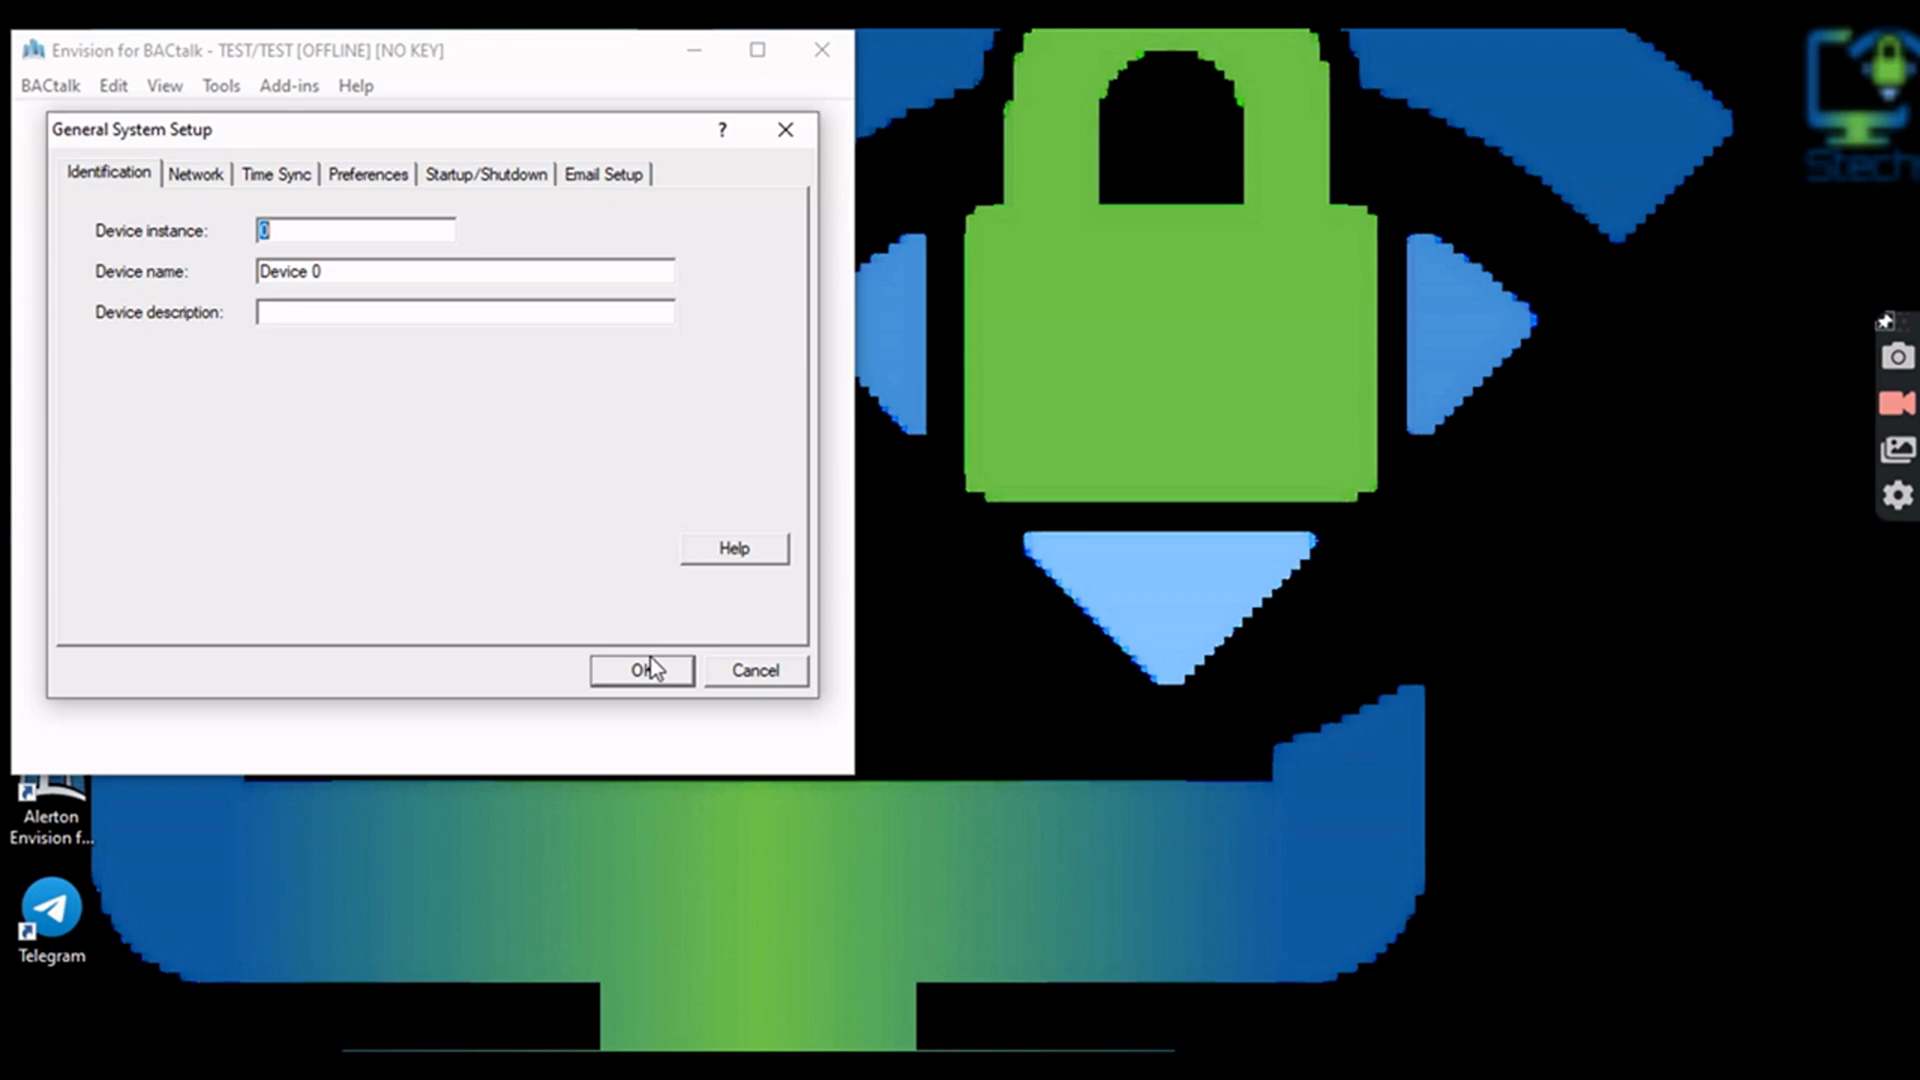 Envision for BACtalk - TEST/TEST [OFFLINE] [NO KEY]
BACtalk Edit View Tools Add-ins Help
General System Setup
?
Identification Network Time Sync Preferences Startup/Shutdown Email Setup
Device instance: 0
Device name: Device 0
Device description:
Help
OK Cancel
Alerton
Envision f...
Telegram
Stech